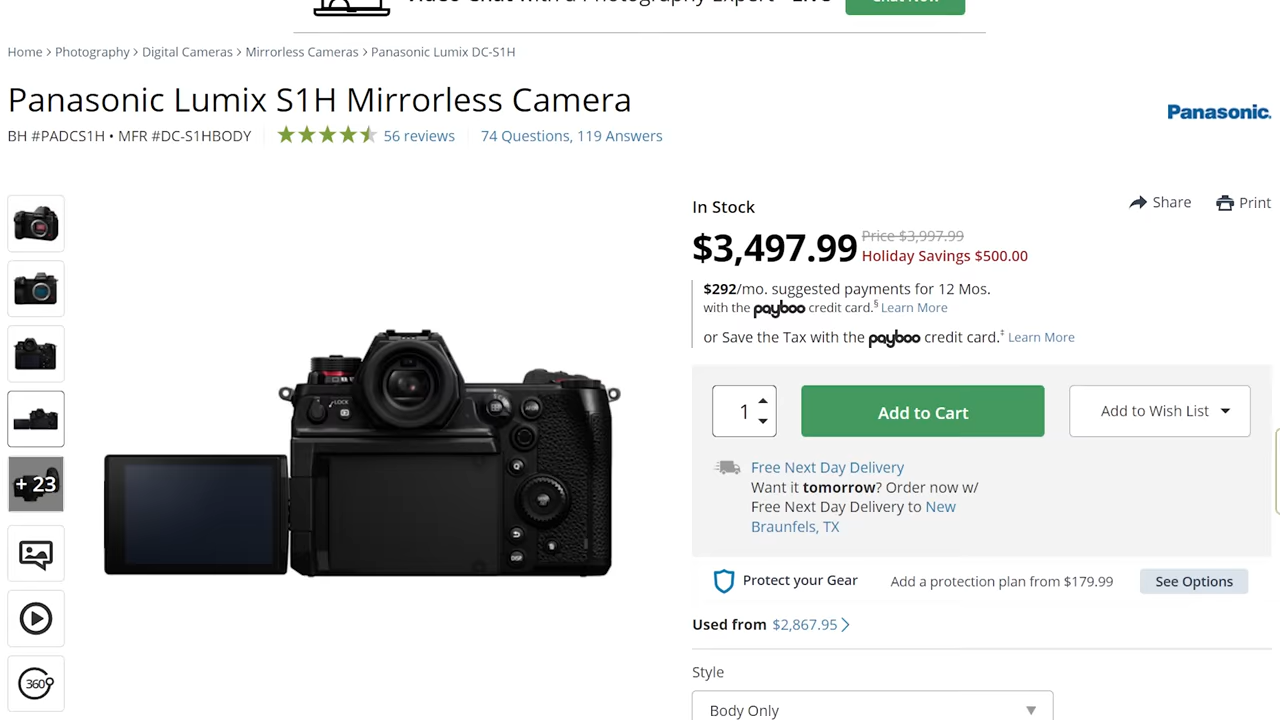 Home > Photography > Digital Cameras > Mirrorless Cameras > Panasonic Lumix DC-S1H
Panasonic Lumix S1H Mirrorless Camera
BH #PADCS1H • MFR #DC-S1HBODY
56 reviews
74 Questions, 119 Answers
Panasonic.
In Stock
Share
Print
$3,497.99
Price $3,997.99
Holiday Savings $500.00
$292/mo. suggested payments for 12 Mos.
with the payboo credit card.§ Learn More
or Save the Tax with the payboo credit card.‡ Learn More
1
Add to Cart
Add to Wish List
Free Next Day Delivery
Want it tomorrow? Order now w/
Free Next Day Delivery to New
Braunfels, TX
Protect your Gear
Add a protection plan from $179.99
See Options
Used from $2,867.95
Style
Body Only
+ 23
360
LOCK
DISP.